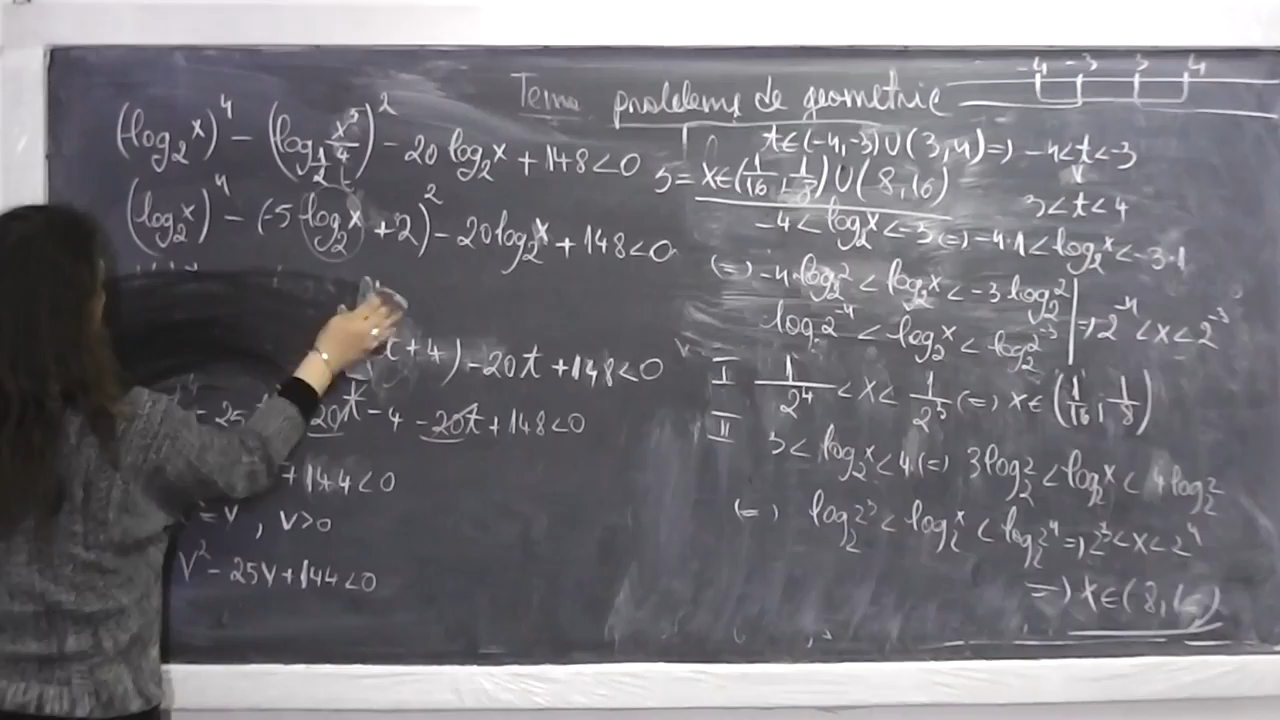 Tema probleme de geometrie
(log₂x)⁴ - (log_{1/2} x⁵/4)² - 20 log₂x + 148 < 0
(log₂x)⁴ - (-5 log₂x + 2)² - 20 log₂x + 148 < 0
t + 4) - 20t + 148 < 0
- 25 20t - 4 - 20t + 148 < 0
+ 144 < 0
= v , v > 0
v² - 25v + 144 < 0
-4 -3 3 4
t ∈ (-4, -3) ∪ (3, 4) => -4 < t < -3
v
S = x ∈ (1/16 ; 1/8) ∪ (8, 16)
3 < t < 4
-4 < log₂x < -3 (=) -4·1 < log₂x < -3·1
(=) -4·log₂2 < log₂x < -3 log₂2
log₂2⁻⁴ < log₂x < log₂2⁻³ => 2⁻⁴ < x < 2⁻³
I 1/2⁴ < x < 1/2³ (=) x ∈ (1/16 ; 1/8)
II 3 < log₂x < 4 (=) 3 log₂2 < log₂x < 4 log₂2
(=) log₂2³ < log₂x < log₂2⁴ => 2³ < x < 2⁴
=> x ∈ (8, 16)